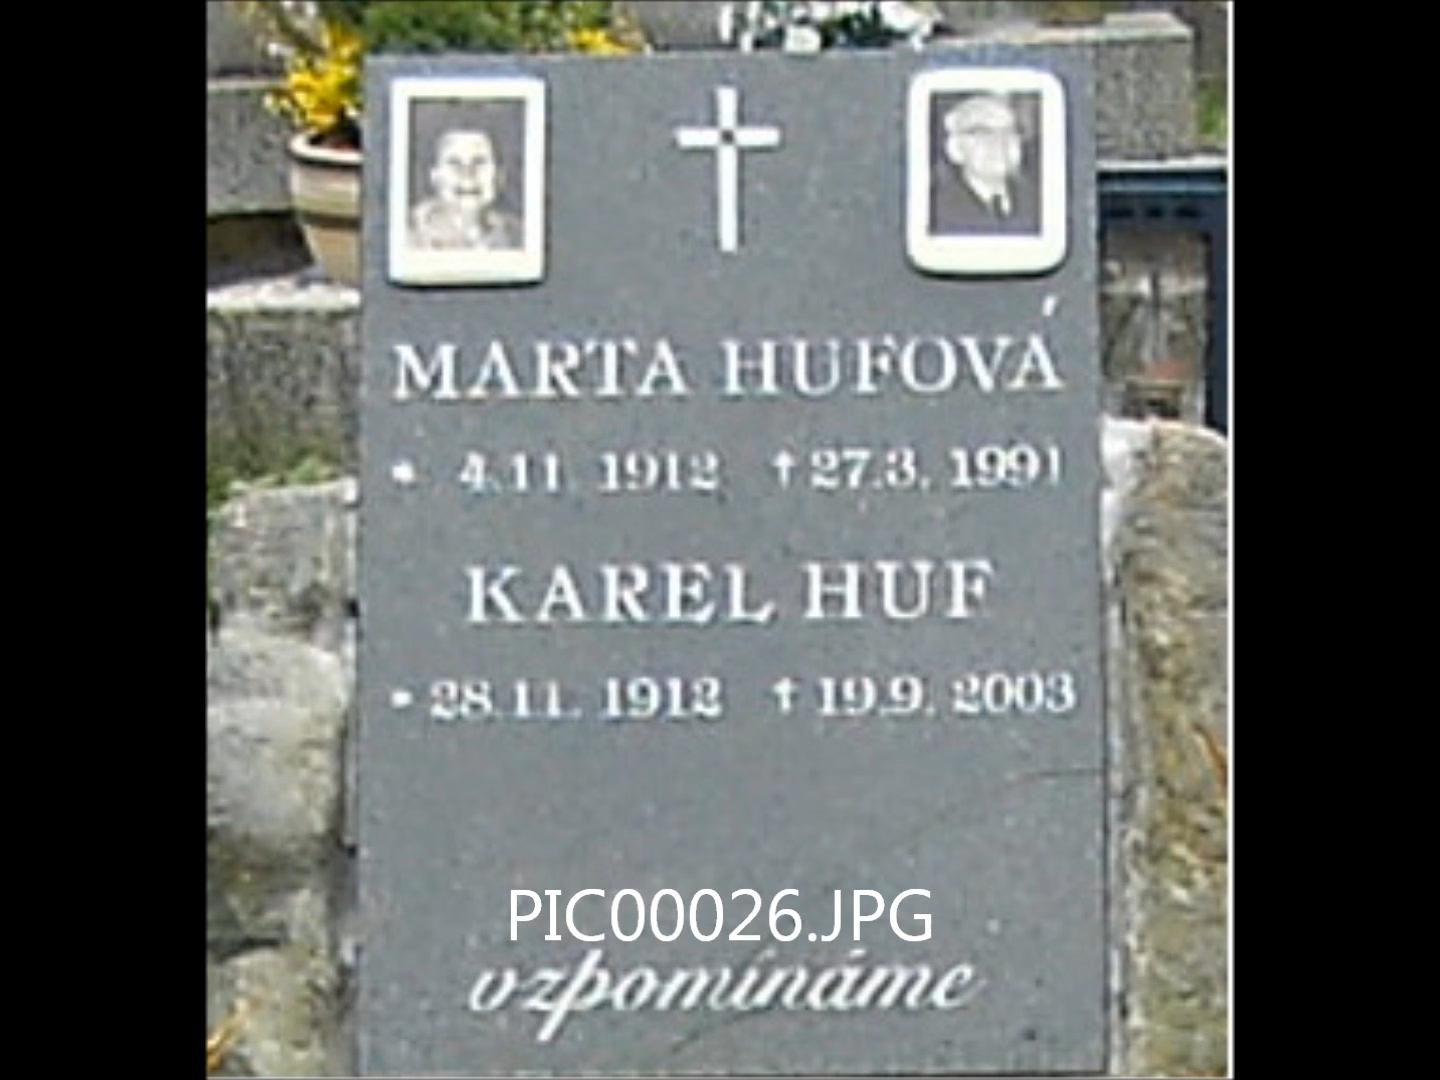 MARTA HUFOVÁ
* 4.11. 1912 † 27.3. 1991
KAREL HUF
* 28.11. 1912 † 19.9. 2003
PIC00026.JPG
vzpomínáme